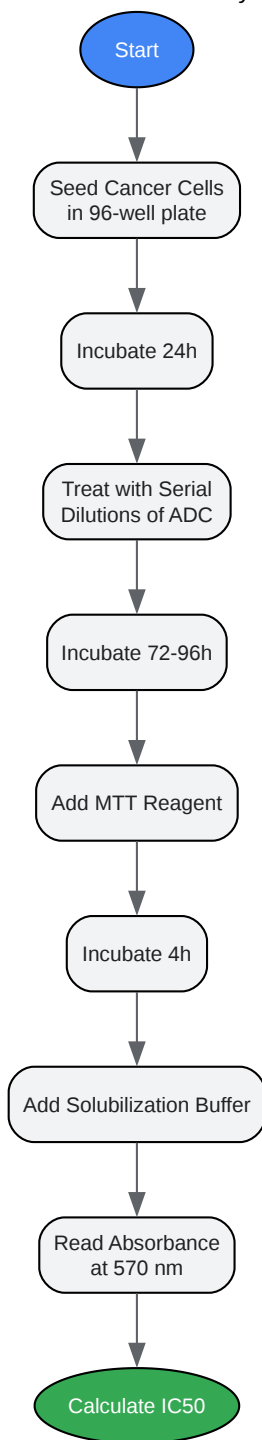 Start
Seed Cancer Cells
in 96-well plate
Incubate 24h
Treat with Serial
Dilutions of ADC
Incubate 72-96h
Add MTT Reagent
Incubate 4h
Add Solubilization Buffer
Read Absorbance
at 570 nm
Calculate IC50